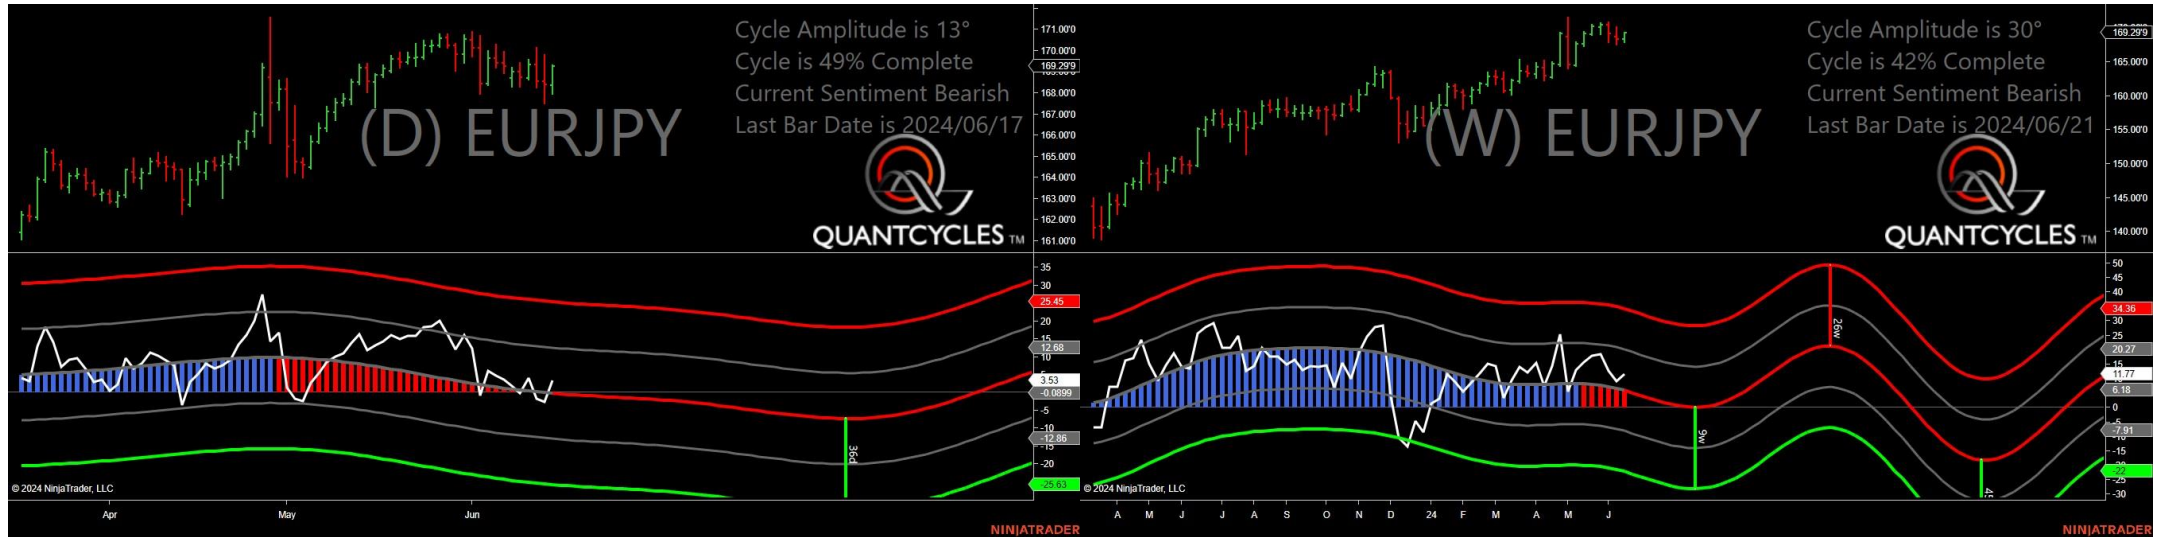 Cycle Amplitude is 13°
Cycle is 49% Complete
Current Sentiment Bearish
Last Bar Date is 2024/06/17
(D) EURJPY
QUANTCYCLES TM
171.00'0
170.00'0
169.29'9
168.00'0
167.00'0
166.00'0
165.00'0
164.00'0
163.00'0
162.00'0
161.00'0
35
30
25.45
20
15
12.68
10
3.53
-0.0899
-5
-10
-12.86
-20
-25.63
36d
© 2024 NinjaTrader, LLC
Apr May Jun
NINJATRADER
Cycle Amplitude is 30°
Cycle is 42% Complete
Current Sentiment Bearish
Last Bar Date is 2024/06/21
(W) EURJPY
QUANTCYCLES TM
169.29'9
165.00'0
160.00'0
155.00'0
150.00'0
145.00'0
140.00'0
50
45
40
34.36
30
25
20.27
15
11.77
6.18
0
-7.91
-15
-22
-25
-30
26w
9w
© 2024 NinjaTrader, LLC
A M J J A S O N D 24 F M A M J
NINJATRADER